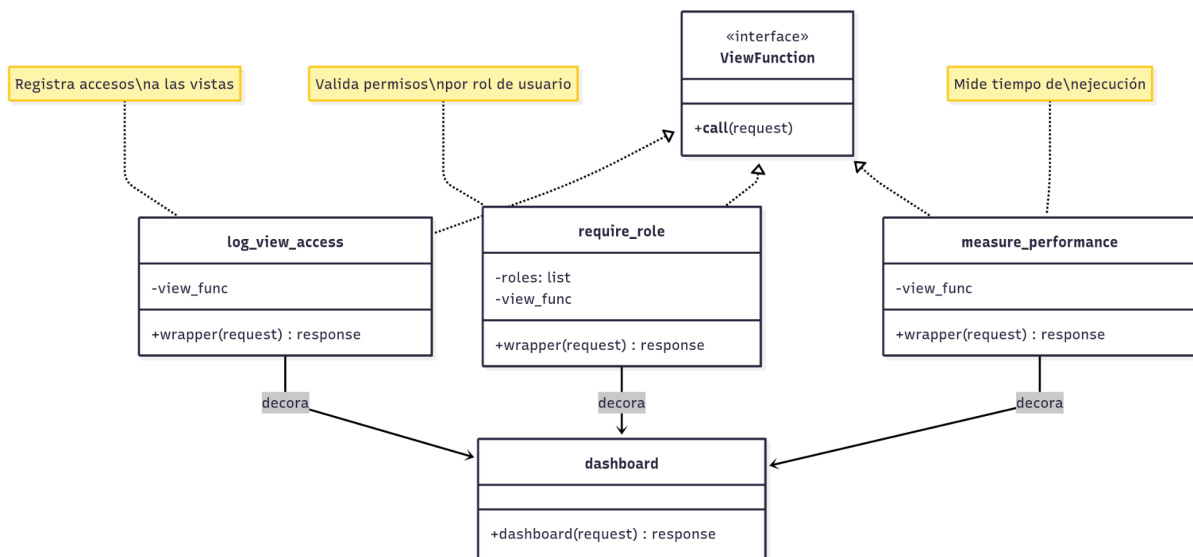 «interface»
ViewFunction
+call(request)
Registra accesos\na las vistas
Valida permisos\npor rol de usuario
Mide tiempo de\nejecución
log_view_access
-view_func
+wrapper(request) : response
require_role
-roles: list
-view_func
+wrapper(request) : response
measure_performance
-view_func
+wrapper(request) : response
decora
decora
decora
dashboard
+dashboard(request) : response